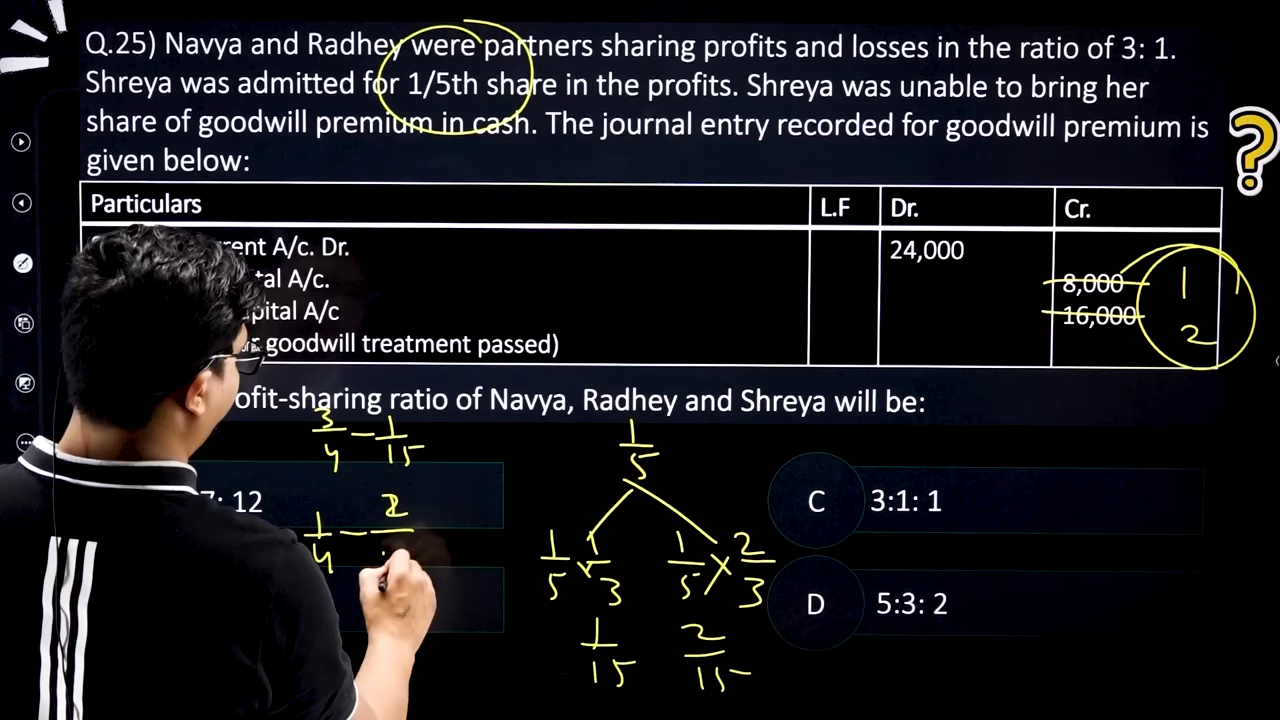 Q.25) Navya and Radhey were partners sharing profits and losses in the ratio of 3: 1.
Shreya was admitted for 1/5th share in the profits. Shreya was unable to bring her
share of goodwill premium in cash. The journal entry recorded for goodwill premium is
given below:
Particulars L.F Dr. Cr.
rent A/c. Dr. 24,000
tal A/c. 8,000 1 1
pital A/c 16,000 2
goodwill treatment passed)
ofit-sharing ratio of Navya, Radhey and Shreya will be:
3/4 - 1/15 1/5
7: 12 C 3:1: 1
1/4 - 2
1/5 × 1/3 1/5 × 2/3
D 5:3: 2
1/15 2/15